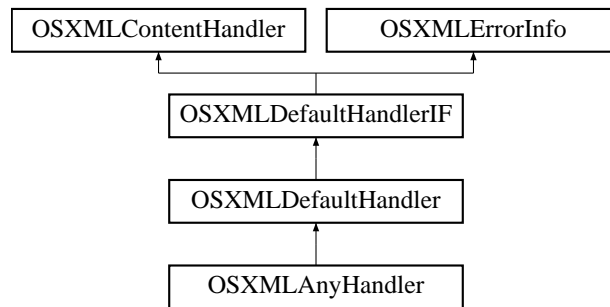 OSXMLContentHandler
OSXMLErrorInfo
OSXMLDefaultHandlerIF
OSXMLDefaultHandler
OSXMLAnyHandler